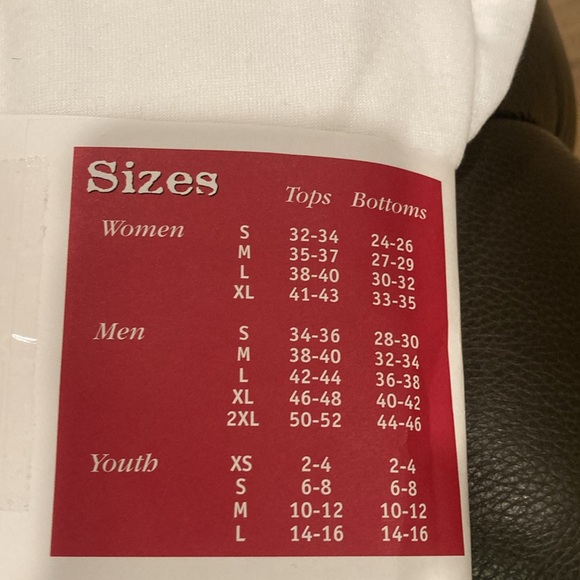 Sizes
Tops Bottoms
Women S 32-34 24-26
M 35-37 27-29
L 38-40 30-32
XL 41-43 33-35
Men S 34-36 28-30
M 38-40 32-34
L 42-44 36-38
XL 46-48 40-42
2XL 50-52 44-46
Youth XS 2-4 2-4
S 6-8 6-8
M 10-12 10-12
L 14-16 14-16